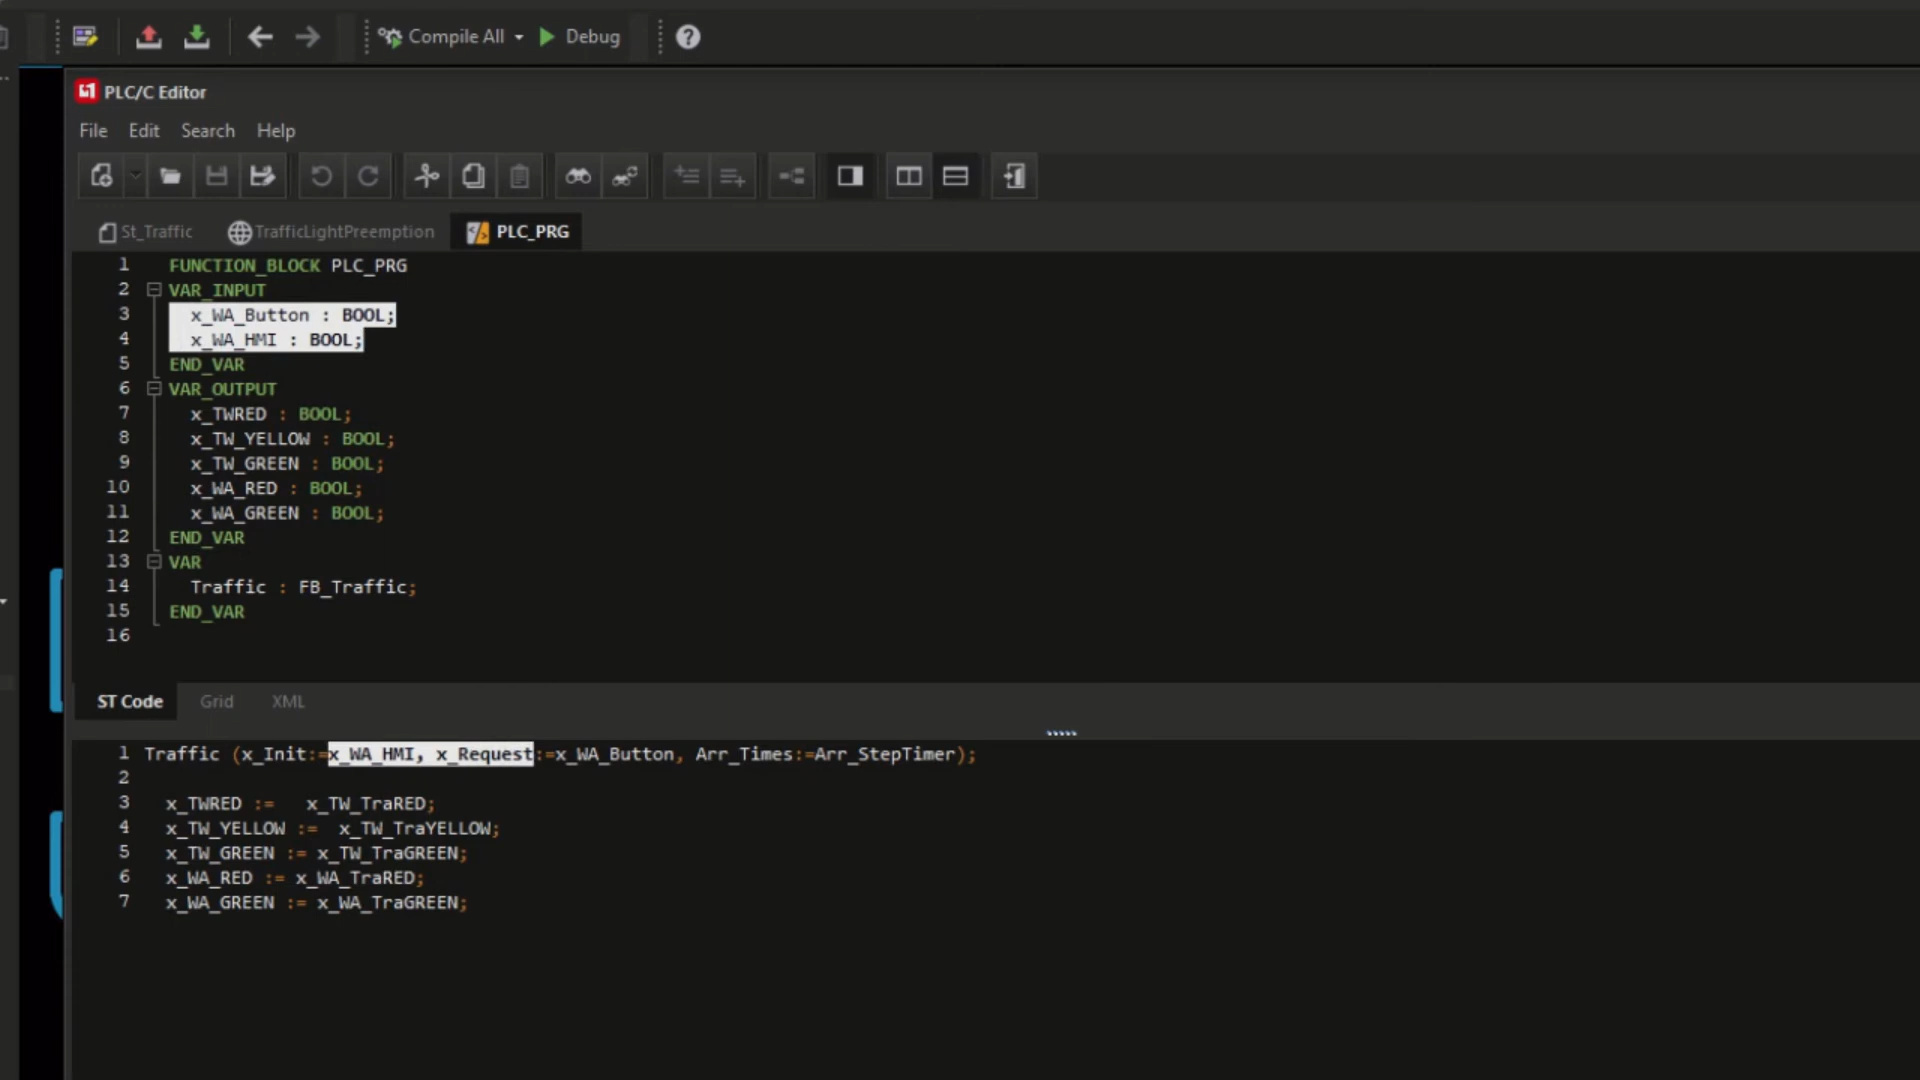 Compile All Debug
PLC/C Editor
File Edit Search Help
St_Traffic TrafficLightPreemption PLC_PRG
1 FUNCTION_BLOCK PLC_PRG
2 VAR_INPUT
3 x_WA_Button : BOOL;
4 x_WA_HMI : BOOL;
5 END_VAR
6 VAR_OUTPUT
7 x_TWRED : BOOL;
8 x_TW_YELLOW : BOOL;
9 x_TW_GREEN : BOOL;
10 x_WA_RED : BOOL;
11 x_WA_GREEN : BOOL;
12 END_VAR
13 VAR
14 Traffic : FB_Traffic;
15 END_VAR
16
ST Code Grid XML
1 Traffic (x_Init:=x_WA_HMI, x_Request:=x_WA_Button, Arr_Times:=Arr_StepTimer);
2
3 x_TWRED := x_TW_TraRED;
4 x_TW_YELLOW := x_TW_TraYELLOW;
5 x_TW_GREEN := x_TW_TraGREEN;
6 x_WA_RED := x_WA_TraRED;
7 x_WA_GREEN := x_WA_TraGREEN;